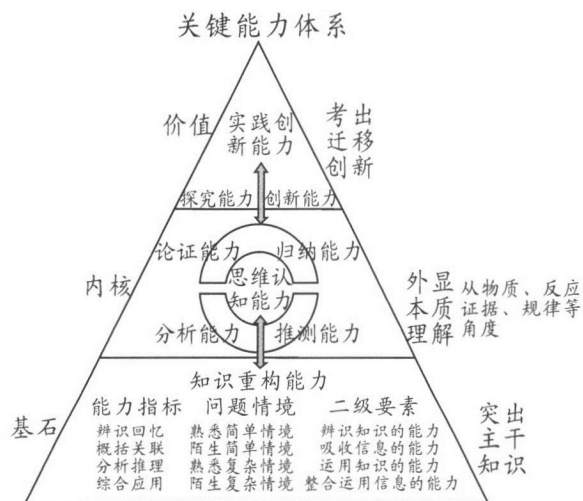 关键能力体系
价值
实践创
新能力
考出
迁移
创新
探究能力 创新能力
论证能力 归纳能力
思维认
知能力
内核
外显
本质
理解
从物质、反应
证据、规律等
角度
分析能力 推测能力
知识重构能力
基石
能力指标 问题情境 二级要素
辨识回忆 熟悉简单情境 辨识知识的能力
概括关联 陌生简单情境 吸收信息的能力
分析推理 熟悉复杂情境 运用知识的能力
综合应用 陌生复杂情境 整合运用信息的能力
突出
主干
知识